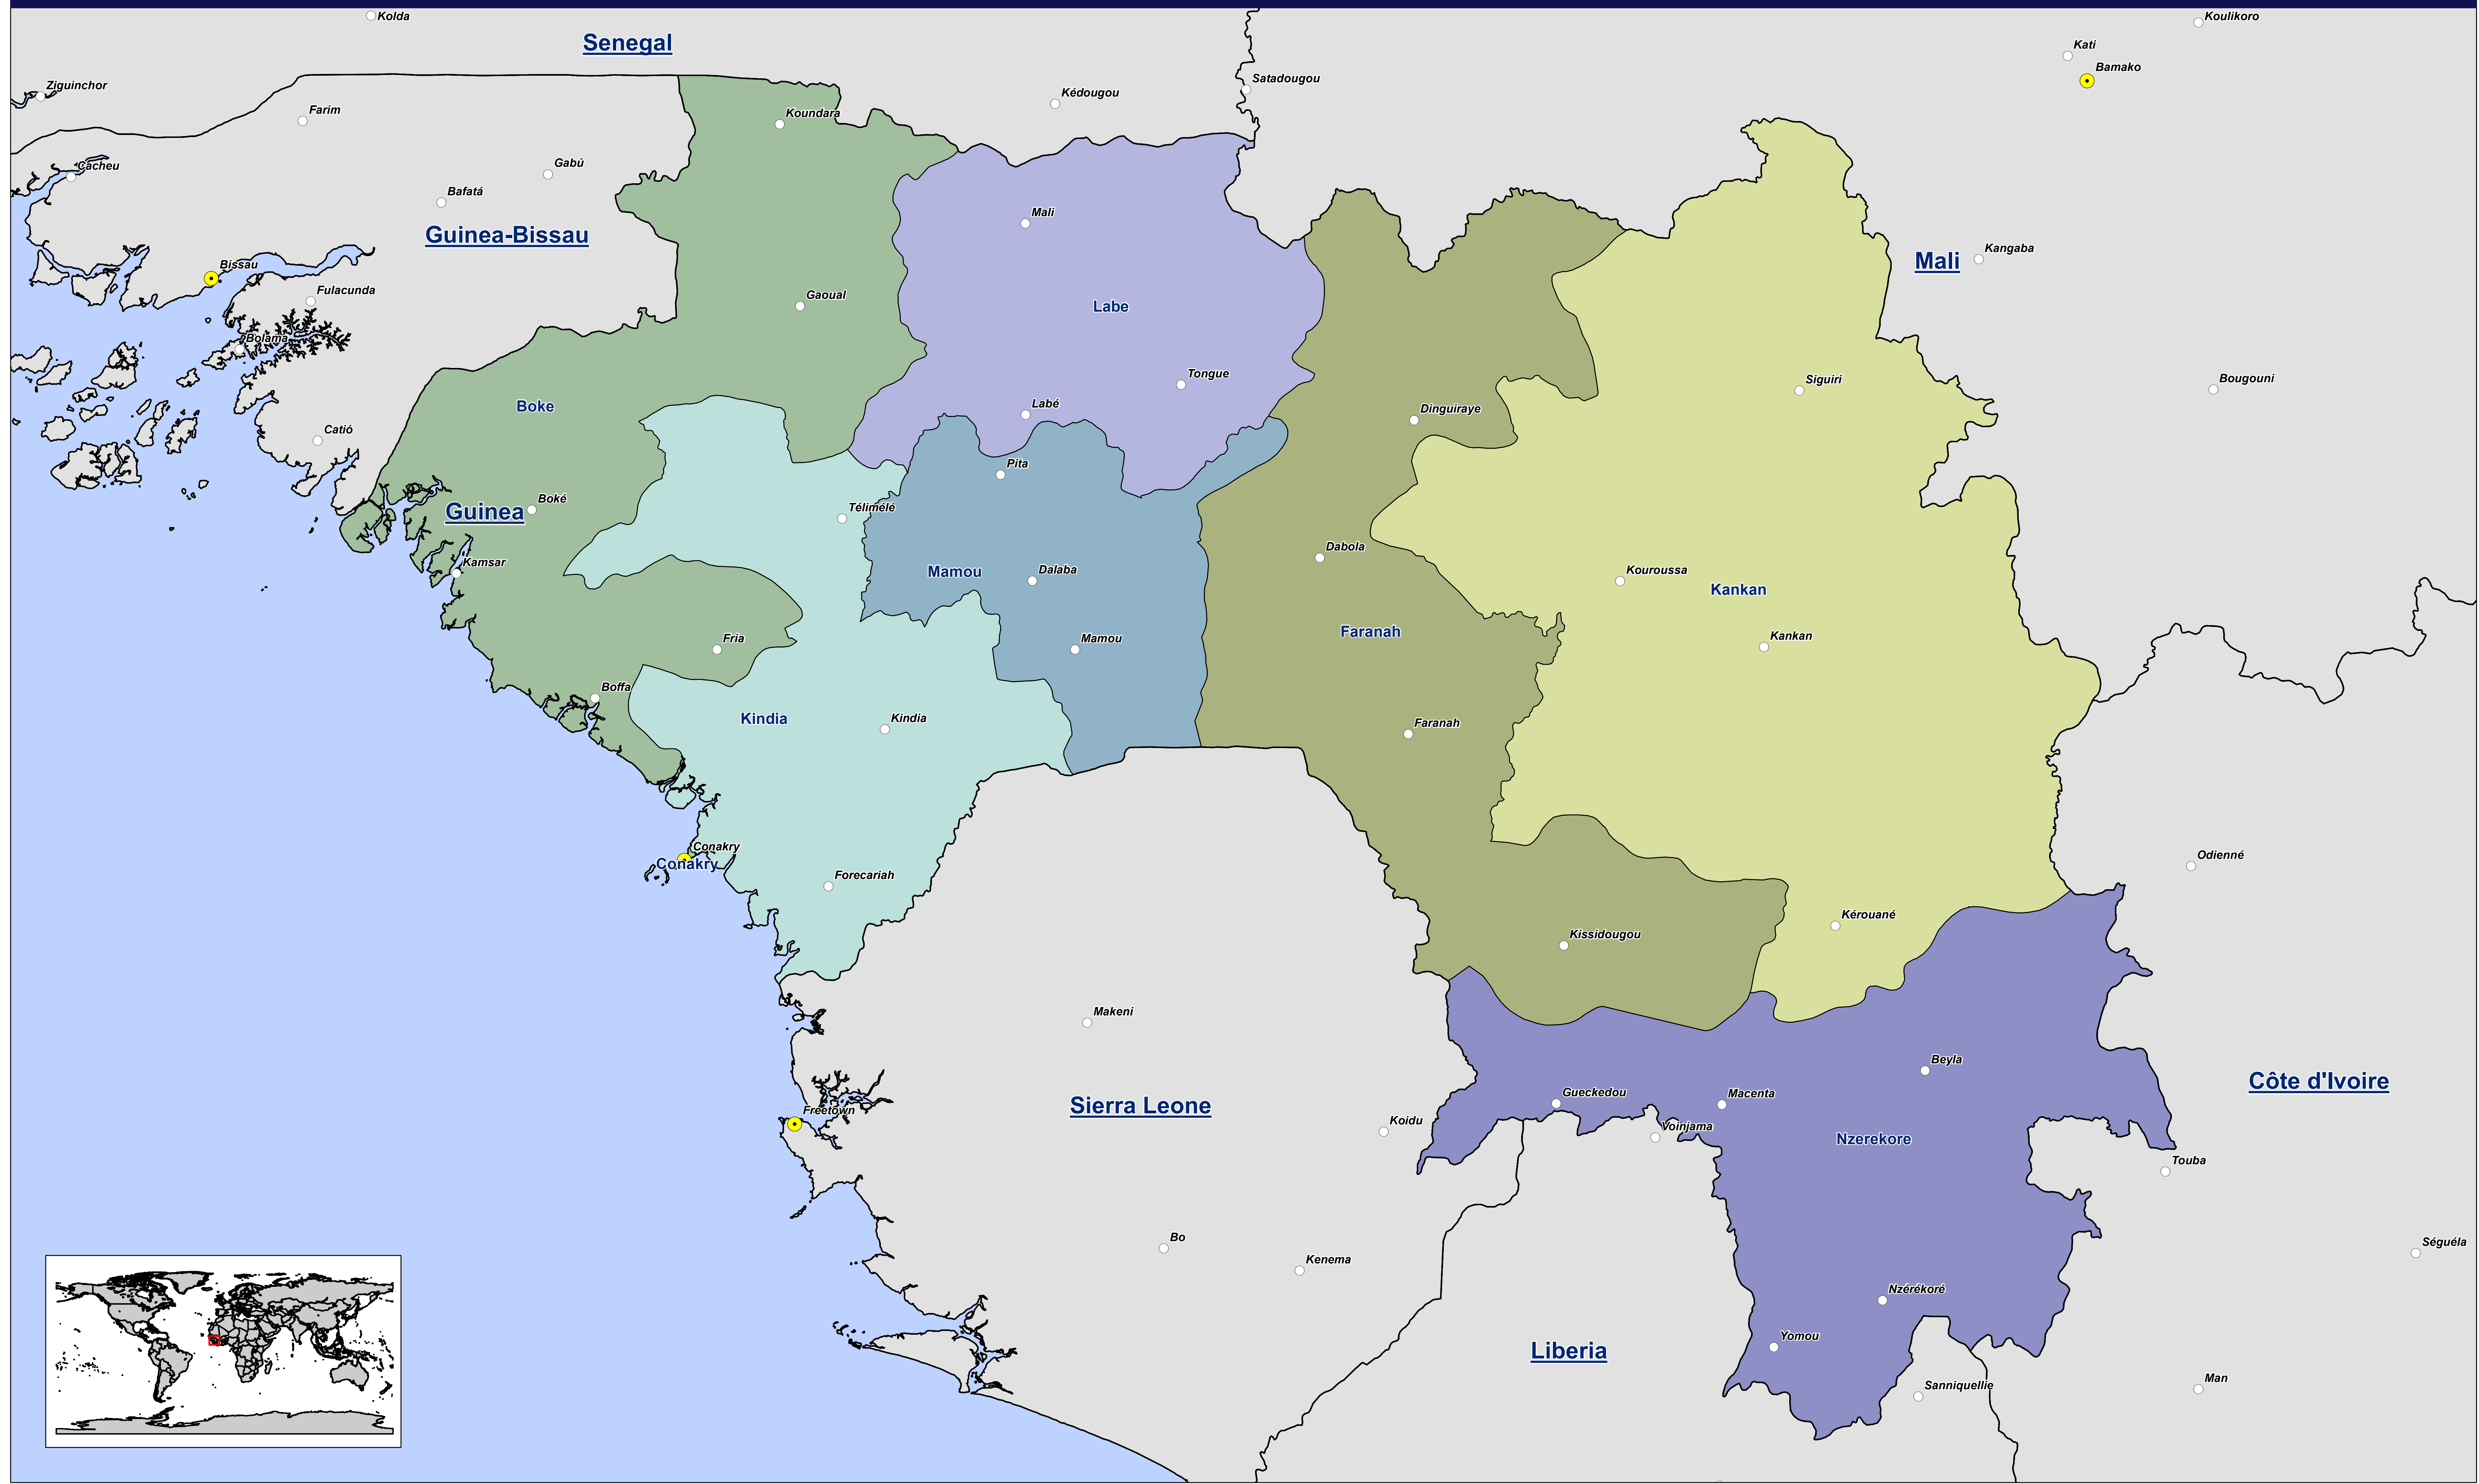 Kolda
Senegal
Koulikoro
Kati
Bamako
Ziguinchor
Kédougou
Satadougou
Farim
Koundara
Cacheu
Gabú
Bafatá
Mali
Guinea-Bissau
Mali
Kangaba
Bissau
Fulacunda
Gaoual
Labe
Bolama
Tongue
Siguiri
Bougouni
Boke
Labé
Dinguiraye
Catió
Pita
Boké
Guinea
Télimélé
Dabola
Kamsar
Mamou
Dalaba
Kouroussa
Kankan
Fria
Mamou
Faranah
Kankan
Boffa
Kindia
Kindia
Faranah
Conakry
Conakry
Odienné
Forecariah
Kérouané
Kissidougou
Makeni
Beyla
Côte d'Ivoire
Gueckedou
Macenta
Sierra Leone
Freetown
Koidu
Voinjama
Nzerekore
Touba
Bo
Séguéla
Kenema
Nzérékoré
Yomou
Liberia
Sanniquellie
Man